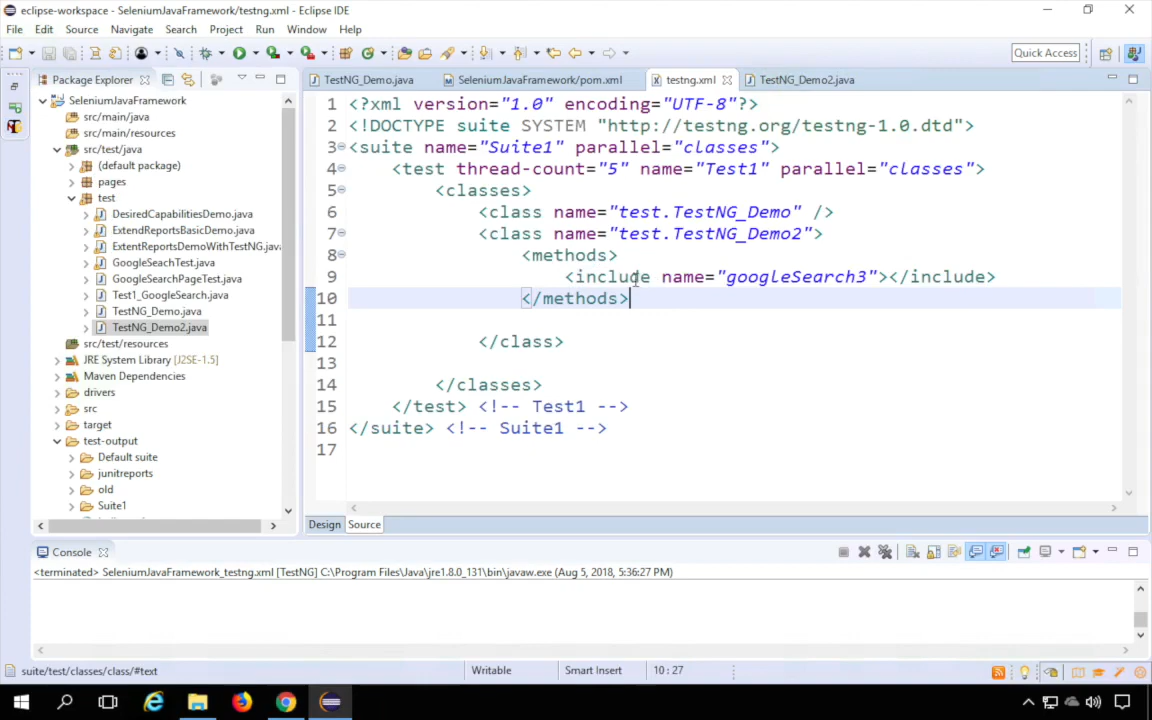 eclipse-workspace - SeleniumJavaFramework/testng.xml - Eclipse IDE
File Edit Source Navigate Search Project Run Window Help
Quick Access
Package Explorer
TestNG_Demo.java
SeleniumJavaFramework/pom.xml
testng.xml
TestNG_Demo2.java
SeleniumJavaFramework
src/main/java
src/main/resources
src/test/java
(default package)
pages
test
DesiredCapabilitiesDemo.java
ExtendReportsBasicDemo.java
ExtentReportsDemoWithTestNG.java
GoogleSeachTest.java
GoogleSearchPageTest.java
Test1_GoogleSearch.java
TestNG_Demo.java
TestNG_Demo2.java
src/test/resources
JRE System Library [J2SE-1.5]
Maven Dependencies
drivers
src
target
test-output
Default suite
junitreports
old
Suite1
1 <?xml version="1.0" encoding="UTF-8"?>
2 <!DOCTYPE suite SYSTEM "http://testng.org/testng-1.0.dtd">
3 <suite name="Suite1" parallel="classes">
4 <test thread-count="5" name="Test1" parallel="classes">
5 <classes>
6 <class name="test.TestNG_Demo" />
7 <class name="test.TestNG_Demo2">
8 <methods>
9 <include name="googleSearch3"></include>
10 </methods>
11
12 </class>
13
14 </classes>
15 </test> <!-- Test1 -->
16 </suite> <!-- Suite1 -->
17
Design Source
Console
<terminated> SeleniumJavaFramework_testng.xml [TestNG] C:\Program Files\Java\jre1.8.0_131\bin\javaw.exe (Aug 5, 2018, 5:36:27 PM)
suite/test/classes/class/#text
Writable
Smart Insert
10 : 27